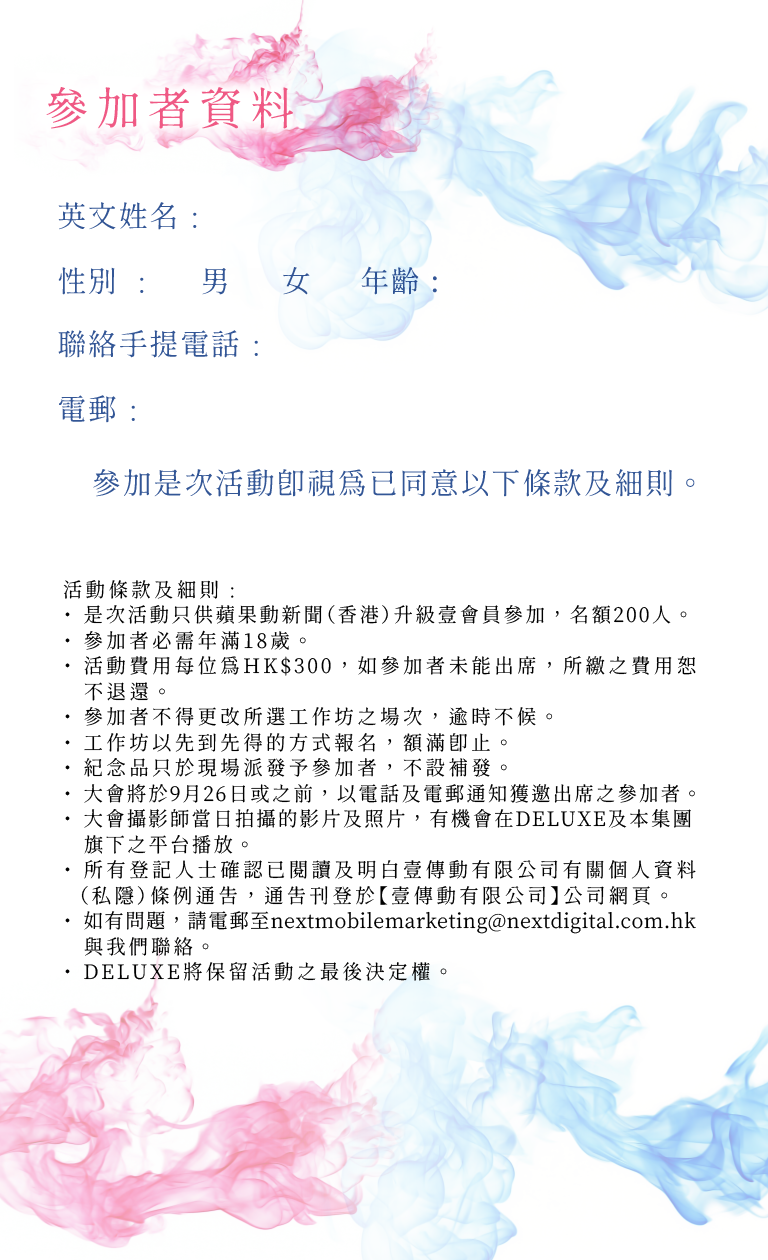 參加者資料
英文姓名：
性別 ： 男 女 年齡：
聯絡手提電話：
電郵：
參加是次活動卽視爲已同意以下條款及細則。
活動條款及細則：
・是次活動只供蘋果動新聞(香港)升級壹會員參加，名額200人。
・參加者必需年滿18歲。
・活動費用每位爲HK$300，如參加者未能出席，所繳之費用恕
不退還。
・參加者不得更改所選工作坊之場次，逾時不候。
・工作坊以先到先得的方式報名，額滿卽止。
・紀念品只於現場派發予參加者，不設補發。
・大會將於9月26日或之前，以電話及電郵通知獲邀出席之參加者。
・大會攝影師當日拍攝的影片及照片，有機會在DELUXE及本集團
旗下之平台播放。
・所有登記人士確認已閱讀及明白壹傳動有限公司有關個人資料
(私隱)條例通告，通告刊登於【壹傳動有限公司】公司網頁。
・如有問題，請電郵至nextmobilemarketing@nextdigital.com.hk
與我們聯絡。
・DELUXE將保留活動之最後決定權。